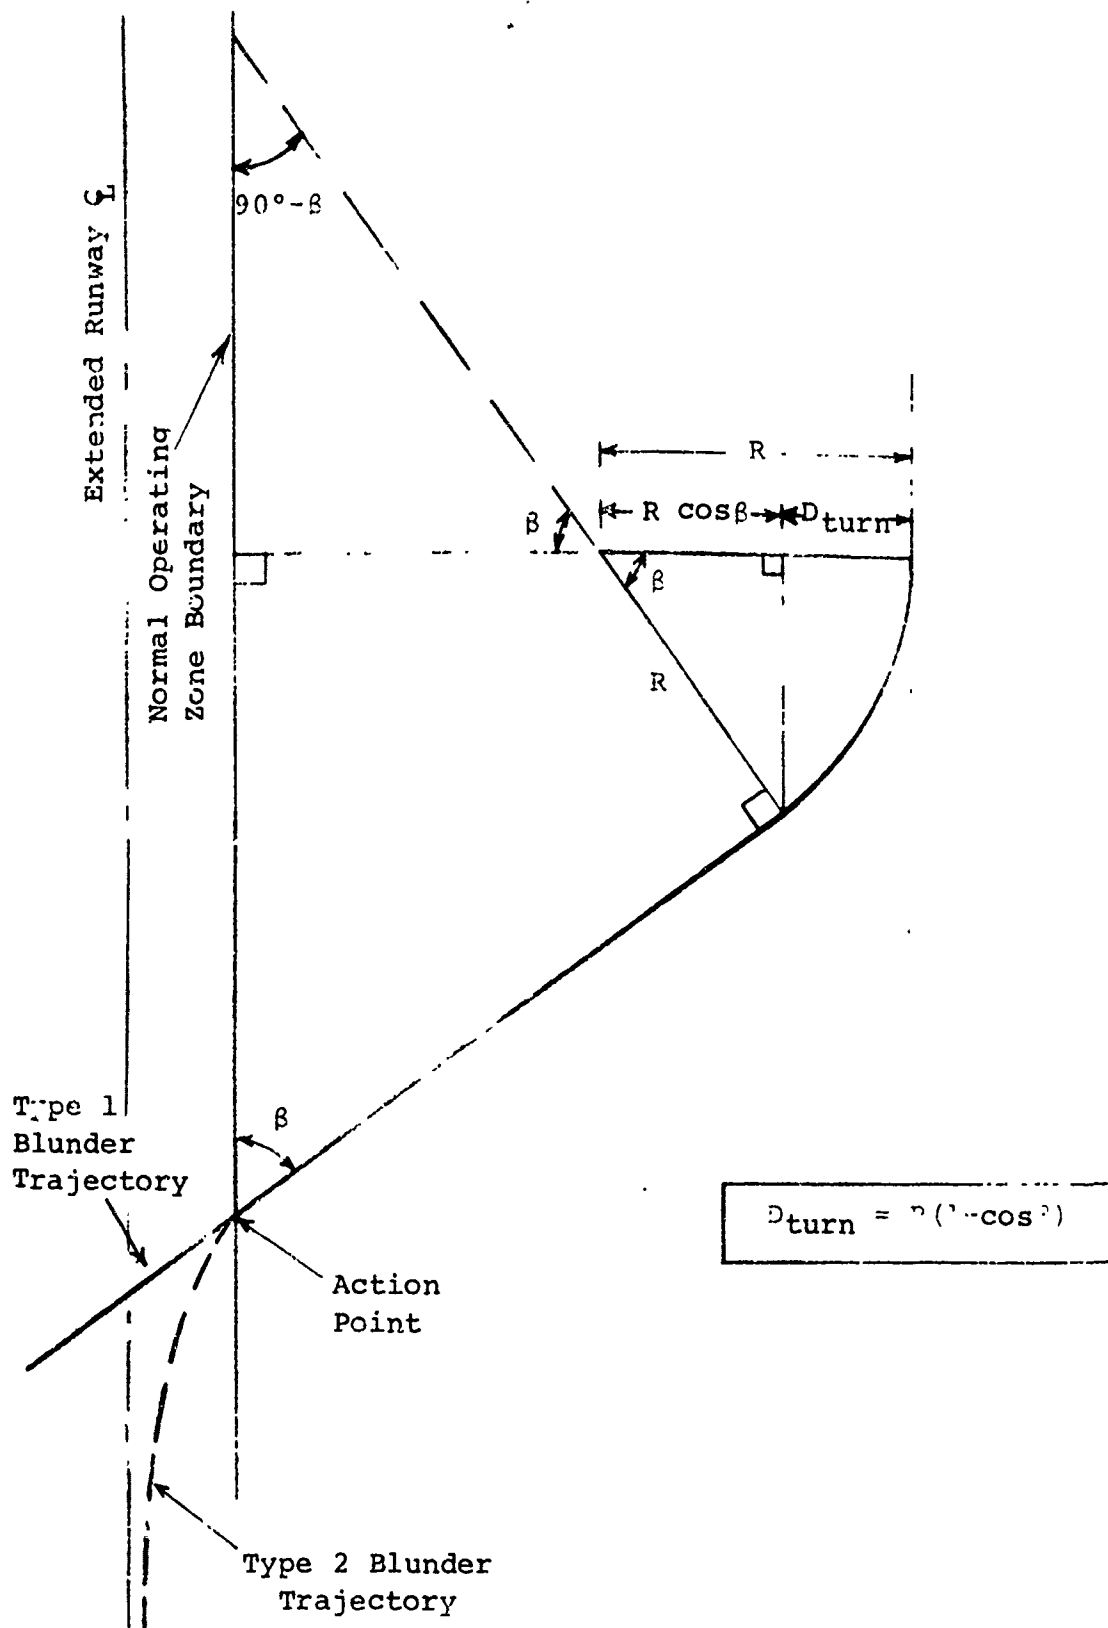 90°-β
Extended Runway ℄
Normal Operating
Zone Boundary
R
R cosβ
Dturn
β
β
R
β
Type 1
Blunder
Trajectory
Action
Point
turn =
Type 2 Blunder
Trajectory